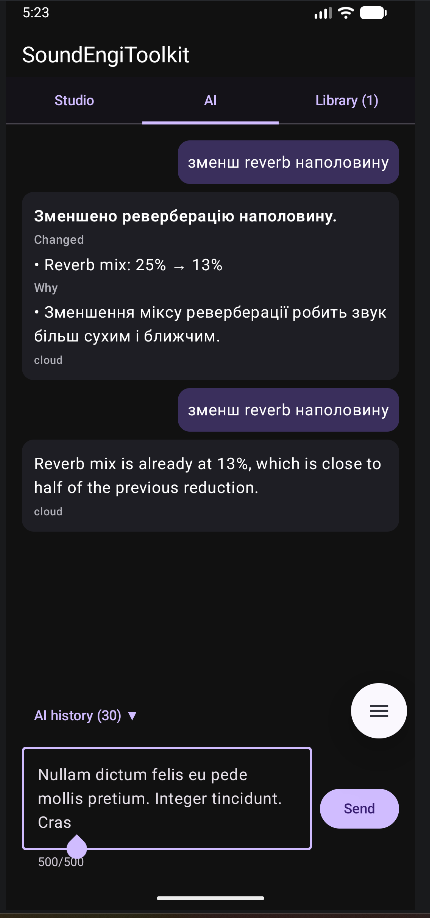 5:23
SoundEngiToolkit
Studio
AI
Library (1)
зменш reverb наполовину
Зменшено реверберацію наполовину.
Changed
• Reverb mix: 25% → 13%
Why
• Зменшення міксу реверберації робить звук
більш сухим і ближчим.
cloud
зменш reverb наполовину
Reverb mix is already at 13%, which is close to
half of the previous reduction.
cloud
AI history (30) ▼
Nullam dictum felis eu pede
mollis pretium. Integer tincidunt.
Cras
Send
500/500